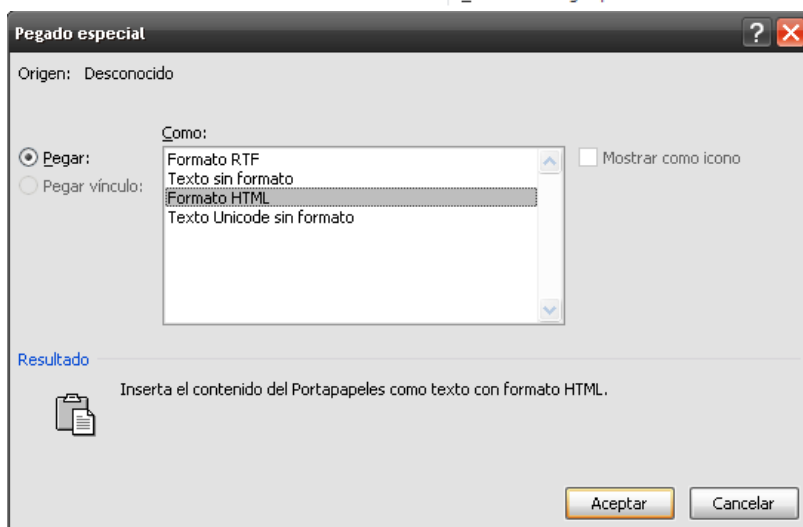 Pegado especial
Origen: Desconocido
Como:
Pegar:
Pegar vínculo:
Formato RTF
Texto sin formato
Formato HTML
Texto Unicode sin formato
Mostrar como icono
Resultado
Inserta el contenido del Portapapeles como texto con formato HTML.
Aceptar
Cancelar